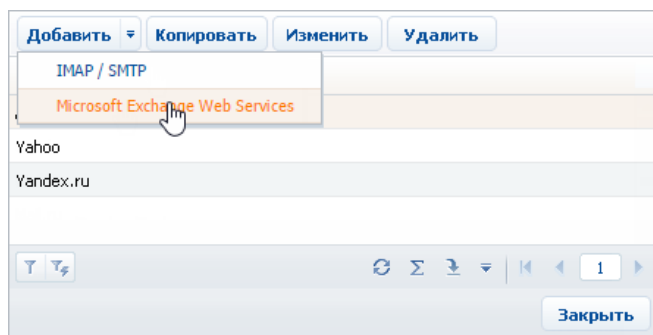 Добавить Копировать Изменить Удалить
IMAP / SMTP
Microsoft Exchange Web Services
Yahoo
Yandex.ru
1
Закрыть